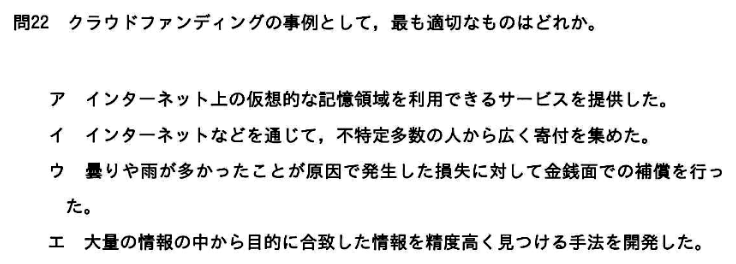 問22　クラウドファンディングの事例として，最も適切なものはどれか。
ア　インターネット上の仮想的な記憶領域を利用できるサービスを提供した。
イ　インターネットなどを通じて，不特定多数の人から広く寄付を集めた。
ウ　曇りや雨が多かったことが原因で発生した損失に対して金銭面での補償を行っ
た。
エ　大量の情報の中から目的に合致した情報を精度高く見つける手法を開発した。